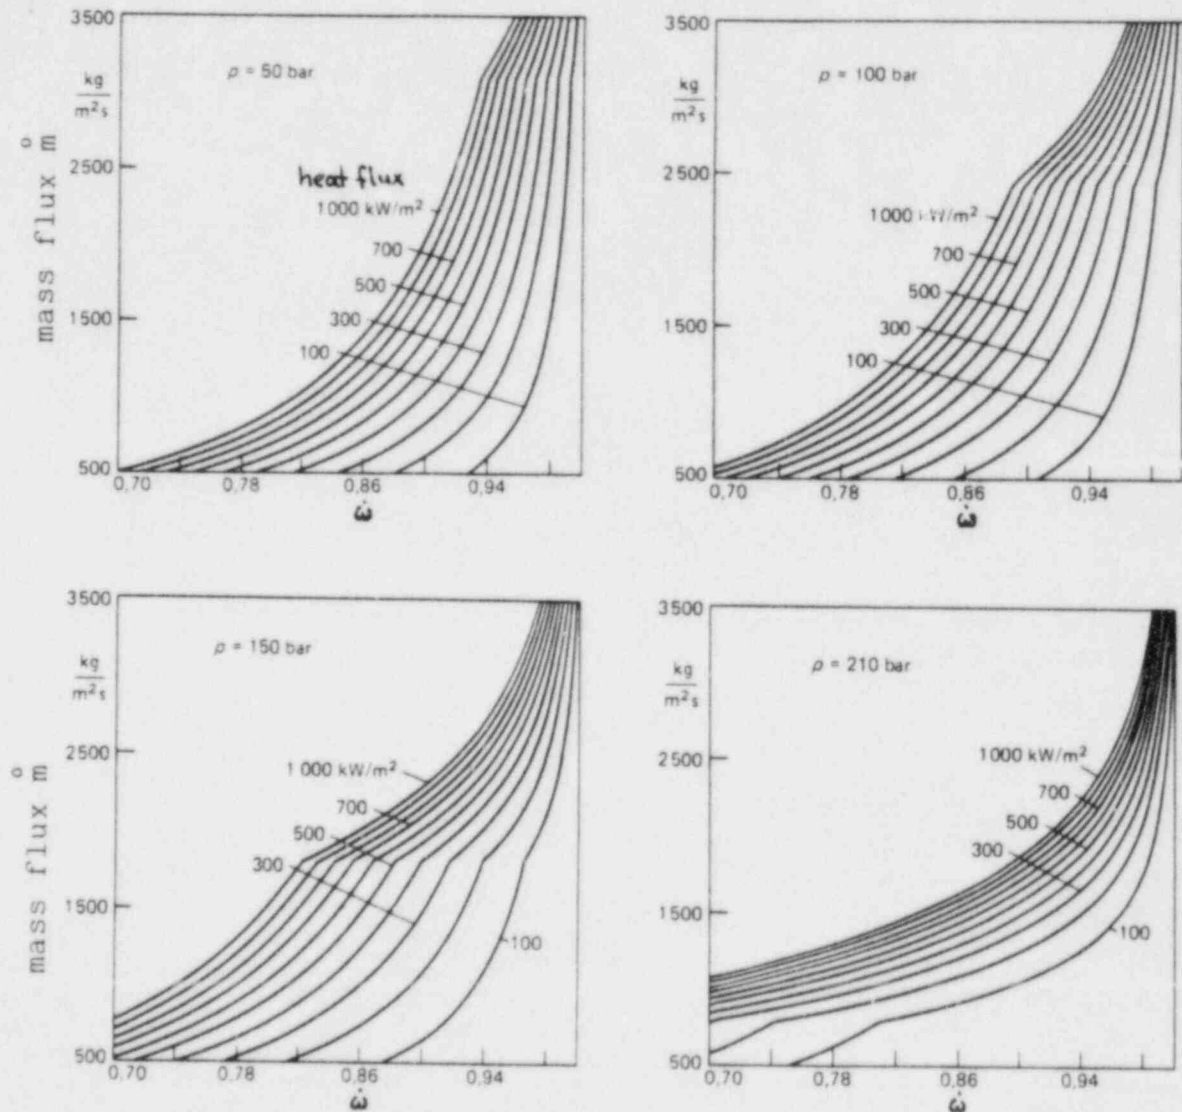 3500
p = 50 bar
kg
m²s
mass flux m̊
2500
heat flux
1000 kW/m²
700
500
1500
300
100
500
0,70
0,86
0,94
ω̇
3500
p = 100 bar
kg
m²s
2500
1000 kW/m²
700
500
1500
300
100
500
0,70
0,78
0,86
0,94
ω̇
3500
p = 150 bar
kg
m²s
mass flux m̊
2500
1 000 kW/m²
700
500
300
1500
100
500
0,70
0,78
0,86
0,94
ω̇
3500
p = 210 bar
kg
m²s
2500
1000 kW/m²
700
500
300
1500
100
500
0,70
0,78
0,86
0,94
ω̇